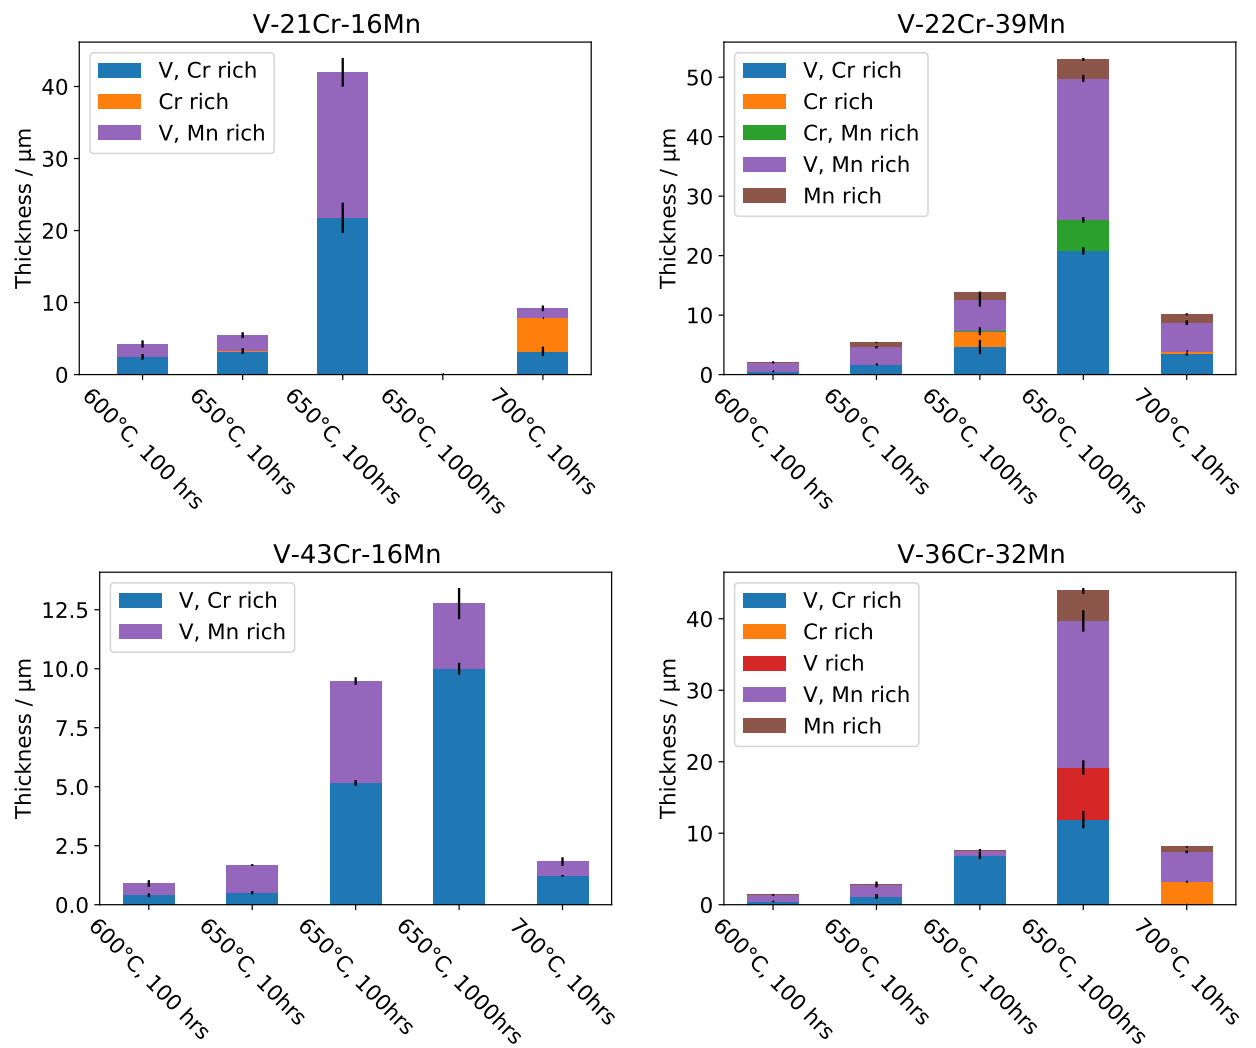 V-21Cr-16Mn
V, Cr rich
Cr rich
V, Mn rich
Thickness / μm
40
30
20
10
0
600°C, 100 hrs
650°C, 10hrs
650°C, 100hrs
650°C, 1000hrs
700°C, 10hrs
V-22Cr-39Mn
V, Cr rich
Cr rich
Cr, Mn rich
V, Mn rich
Mn rich
Thickness / μm
50
40
30
20
10
0
600°C, 100 hrs
650°C, 10hrs
650°C, 100hrs
650°C, 1000hrs
700°C, 10hrs
V-43Cr-16Mn
V, Cr rich
V, Mn rich
Thickness / μm
12.5
10.0
7.5
5.0
2.5
0.0
600°C, 100 hrs
650°C, 10hrs
650°C, 100hrs
650°C, 1000hrs
700°C, 10hrs
V-36Cr-32Mn
V, Cr rich
Cr rich
V rich
V, Mn rich
Mn rich
Thickness / μm
40
30
20
10
0
600°C, 100 hrs
650°C, 10hrs
650°C, 100hrs
650°C, 1000hrs
700°C, 10hrs